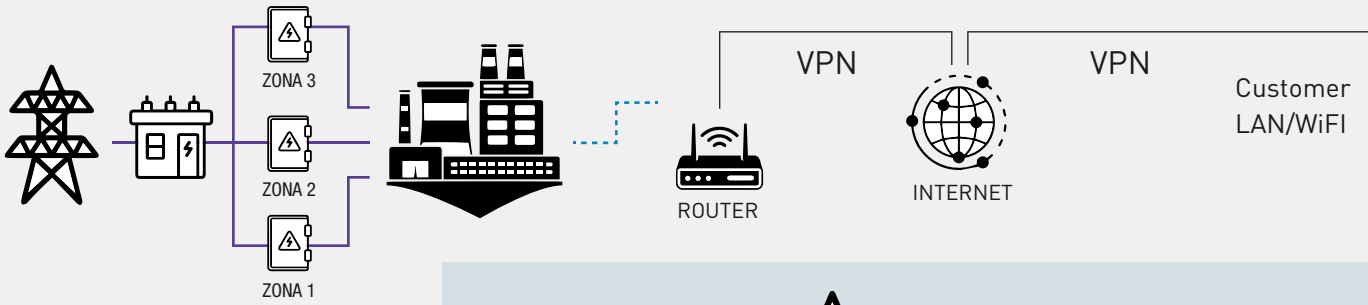 ZONA 3
ZONA 2
ZONA 1
VPN
VPN
Customer
LAN/WiFI
ROUTER
INTERNET